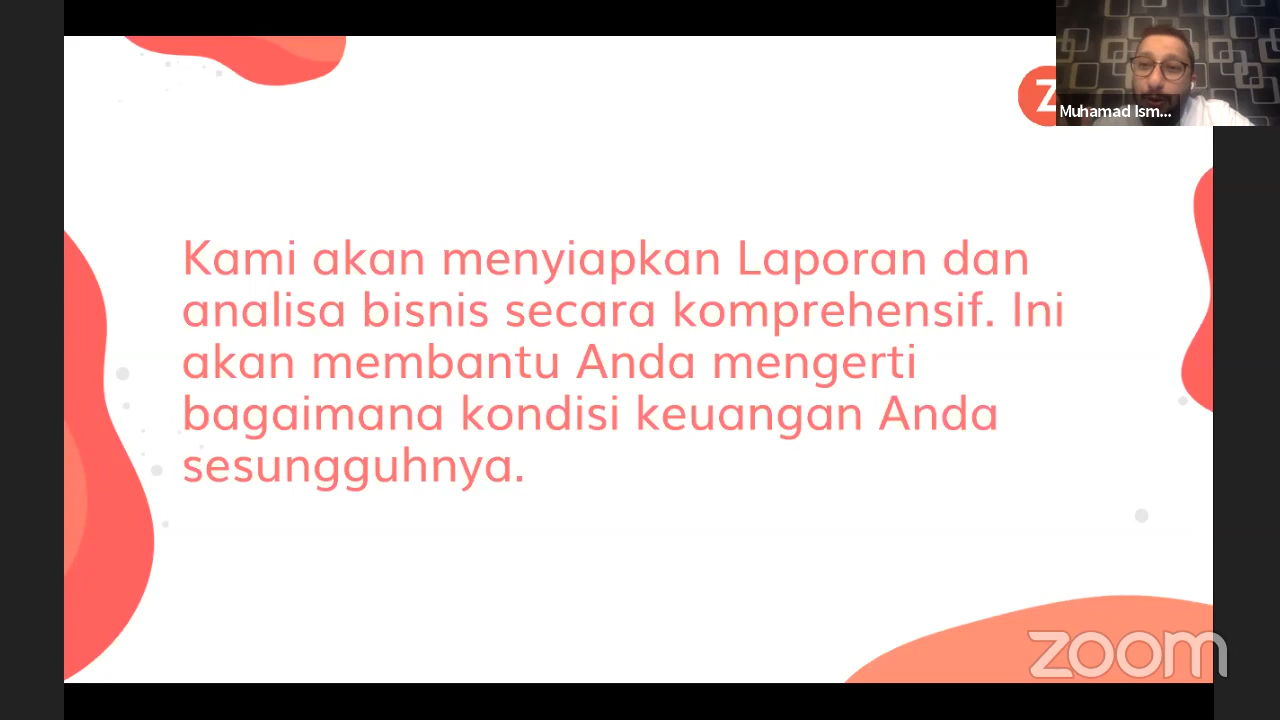 Z
Muhamad Ism...
Kami akan menyiapkan Laporan dan
analisa bisnis secara komprehensif. Ini
akan membantu Anda mengerti
bagaimana kondisi keuangan Anda
sesungguhnya.
zoom